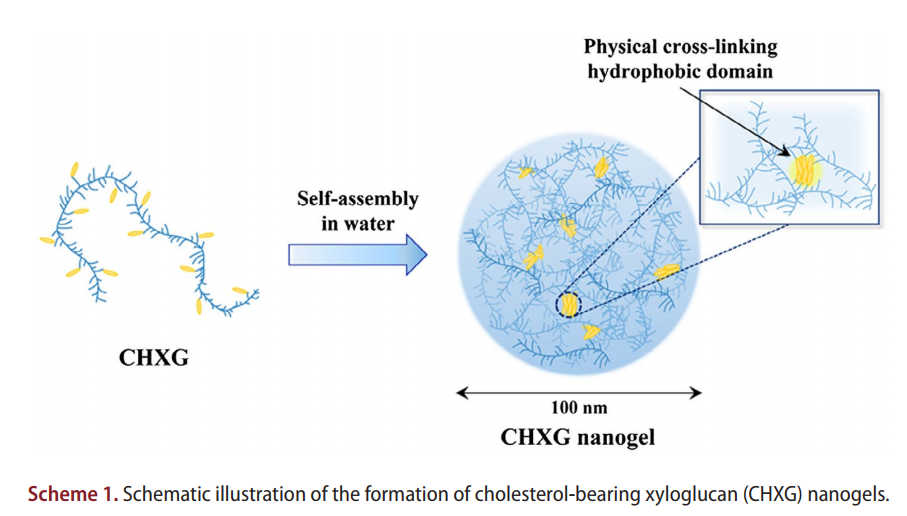 Physical cross-linking
hydrophobic domain
Self-assembly
in water
CHXG
100 nm
CHXG nanogel
Scheme 1. Schematic illustration of the formation of cholesterol-bearing xyloglucan (CHXG) nanogels.